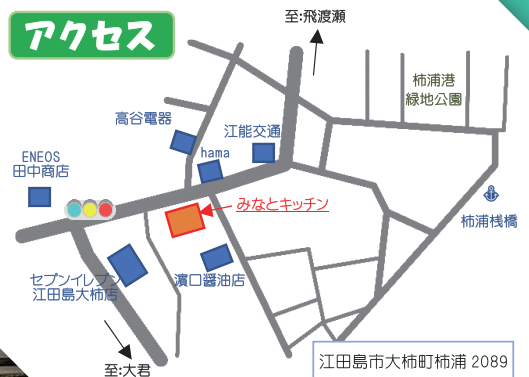 アクセス
至:飛渡瀬
柿浦港
緑地公園
高谷電器
江能交通
hama
ENEOS
田中商店
みなとキッチン
柿浦桟橋
セブンイレブン
江田島大柿店
濵口醤油店
至:大君
江田島市大柿町柿浦 2089